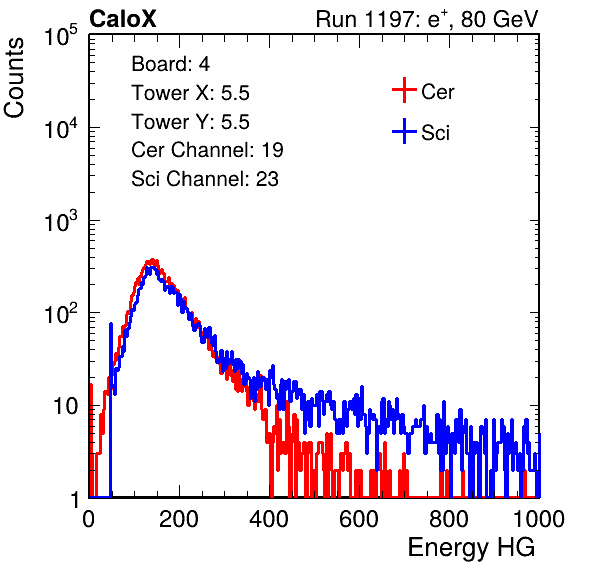 CaloX Run 1197: e⁺, 80 GeV
Counts
10⁵
10⁴
10³
10²
10
1
Board: 4
Tower X: 5.5
Tower Y: 5.5
Cer Channel: 19
Sci Channel: 23
Cer
Sci
0 200 400 600 800 1000
Energy HG